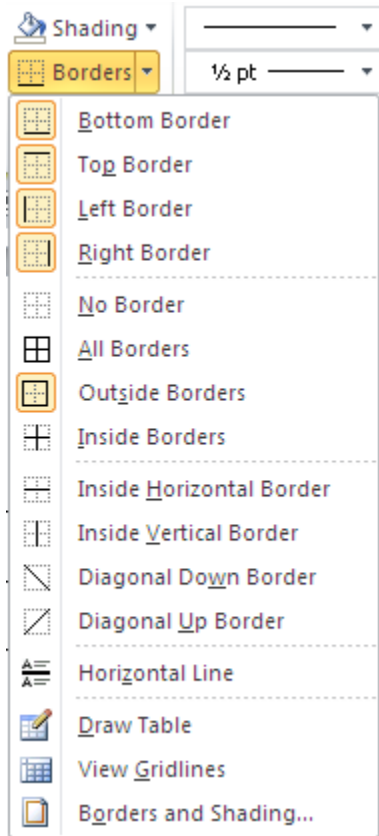 Shading
Borders
½ pt
Bottom Border
Top Border
Left Border
Right Border
No Border
All Borders
Outside Borders
Inside Borders
Inside Horizontal Border
Inside Vertical Border
Diagonal Down Border
Diagonal Up Border
Horizontal Line
Draw Table
View Gridlines
Borders and Shading...